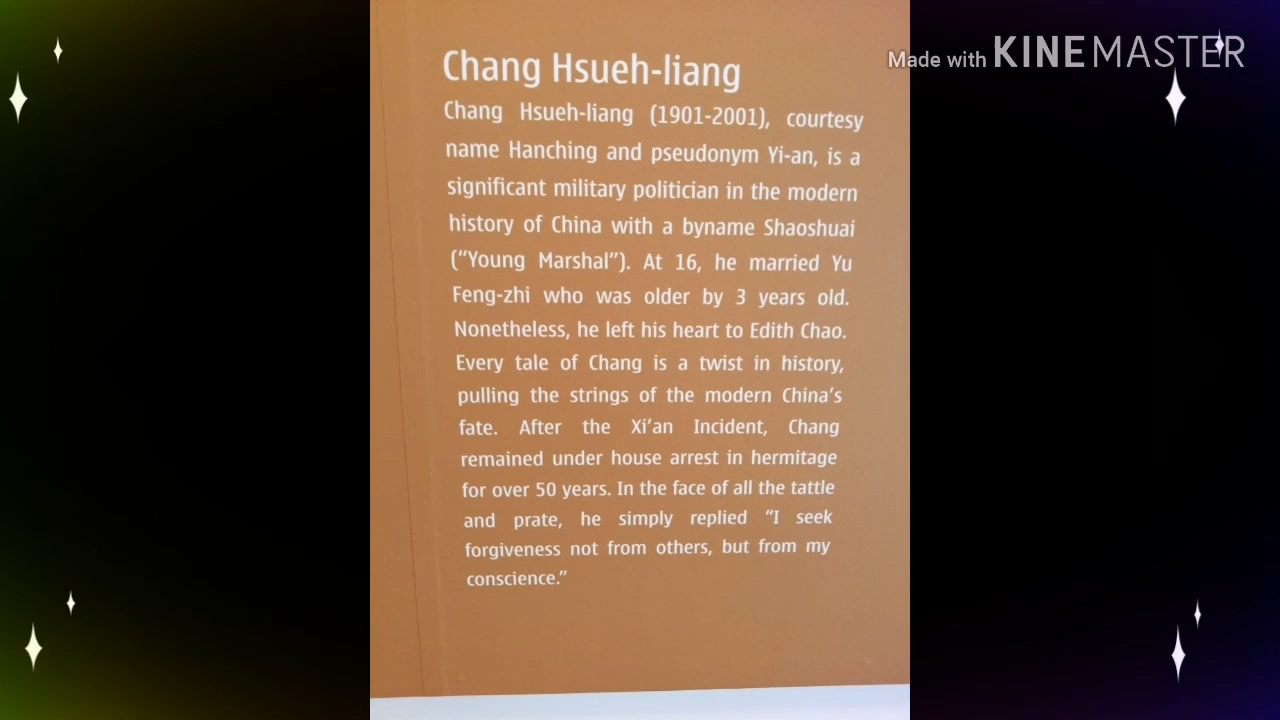 Made with KINEMASTER
Chang Hsueh-liang
Chang Hsueh-liang (1901-2001), courtesy
name Hanching and pseudonym Yi-an, is a
significant military politician in the modern
history of China with a byname Shaoshuai
(“Young Marshal”). At 16, he married Yu
Feng-zhi who was older by 3 years old.
Nonetheless, he left his heart to Edith Chao.
Every tale of Chang is a twist in history,
pulling the strings of the modern China’s
fate. After the Xi’an Incident, Chang
remained under house arrest in hermitage
for over 50 years. In the face of all the tattle
and prate, he simply replied “I seek
forgiveness not from others, but from my
conscience.”